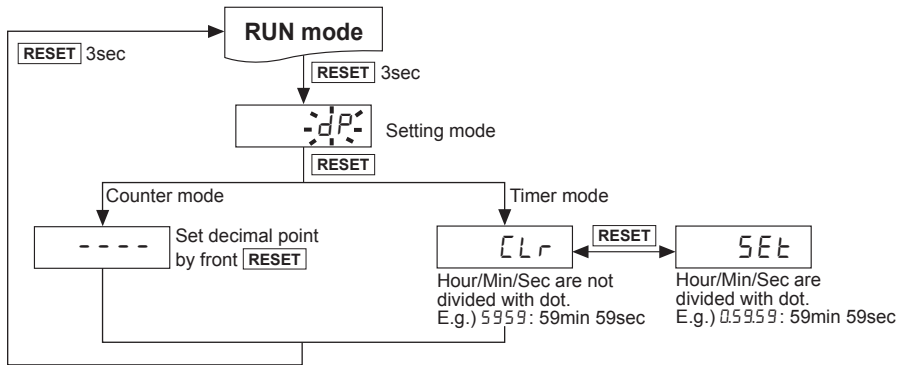 RUN mode
RESET 3sec
RESET 3sec
dP
Setting mode
RESET
Counter mode
Timer mode
- - - -
Set decimal point
by front RESET
CLr
RESET
SEt
Hour/Min/Sec are not
divided with dot.
E.g.) 5959: 59min 59sec
Hour/Min/Sec are
divided with dot.
E.g.) 0.59.59: 59min 59sec